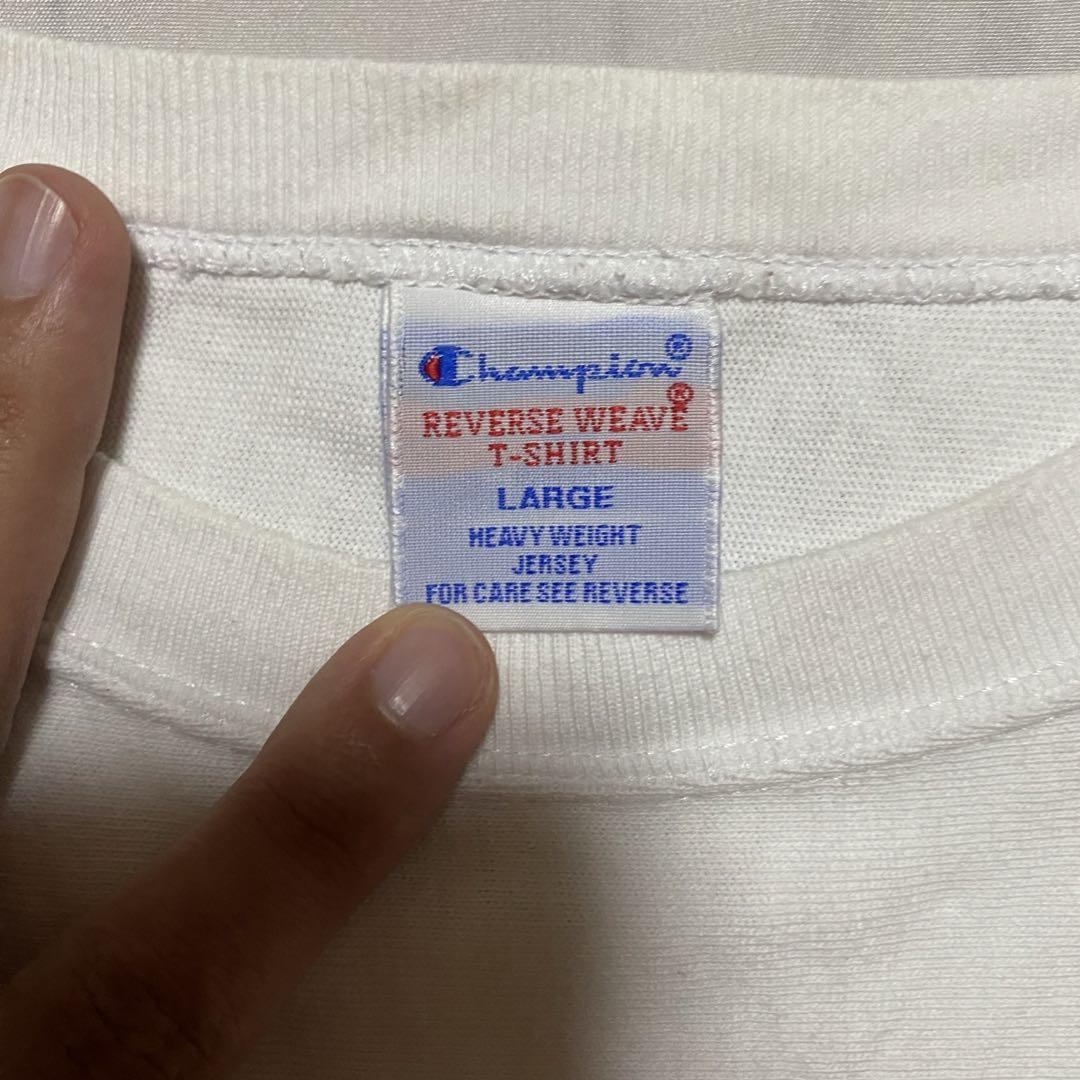 Champion®
REVERSE WEAVE®
T-SHIRT
LARGE
HEAVY WEIGHT
JERSEY
FOR CARE SEE REVERSE